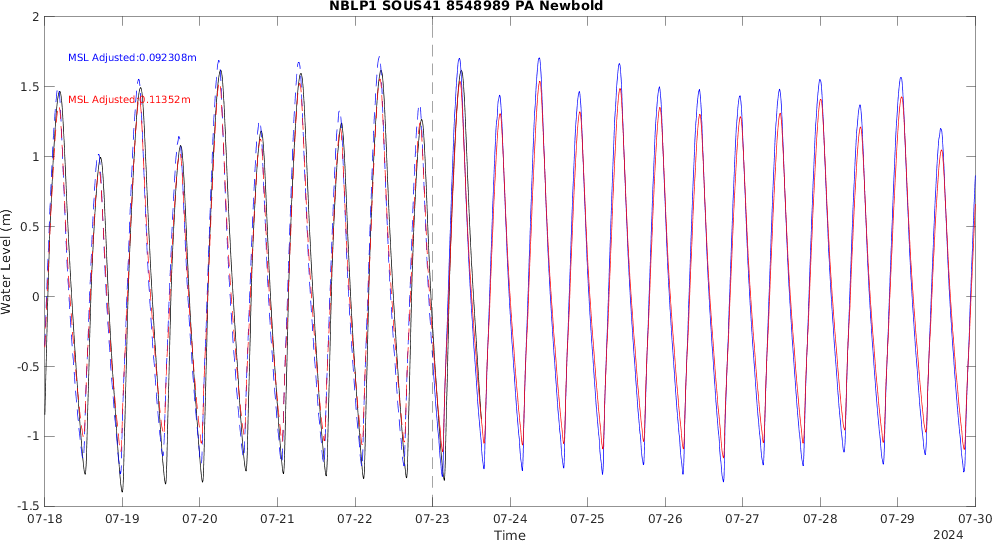 NBLP1 SOUS41 8548989 PA Newbold
MSL Adjusted:0.092308m
MSL Adjusted:0.11352m
Water Level (m)
2
1.5
1
0.5
0
-0.5
-1
-1.5
07-18 07-19 07-20 07-21 07-22 07-23 07-24 07-25 07-26 07-27 07-28 07-29 07-30
Time
2024